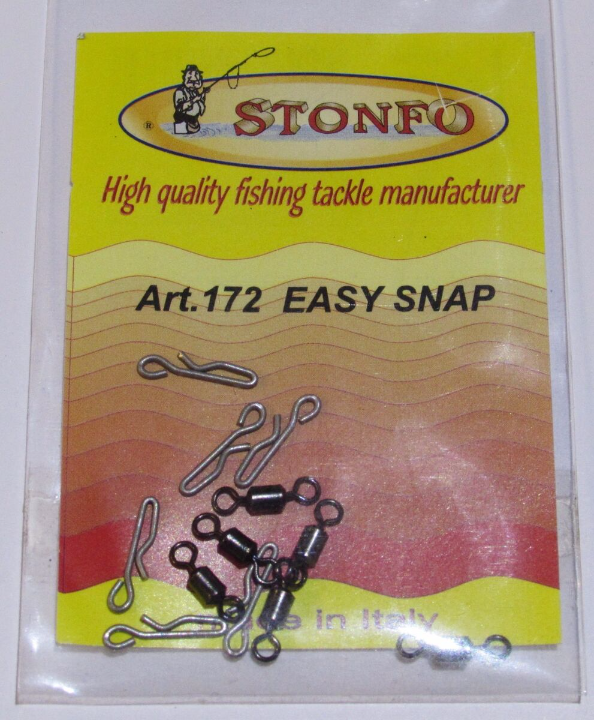 STONFO
®
High quality fishing tackle manufacturer
Art.172 EASY SNAP
Made in Italy